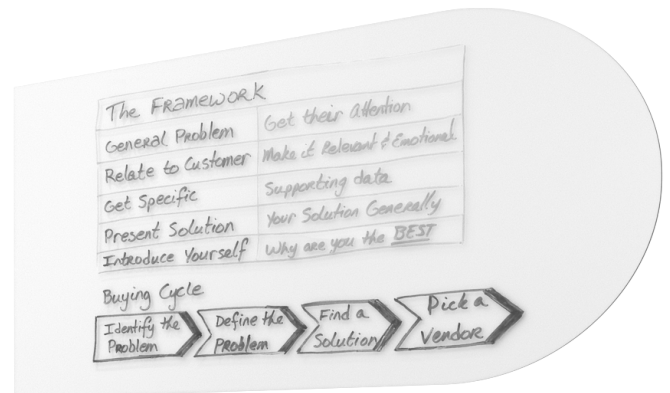 The Framework
General Problem
Get their Attention
Relate to Customer
Make it Relevant & Emotional
Get Specific
Supporting data
Present Solution
Your Solution Generally
Introduce Yourself
Why are you the BEST
Buying Cycle
Identify the
Problem
Define the
Problem
Find a
Solution
Pick a
Vendor